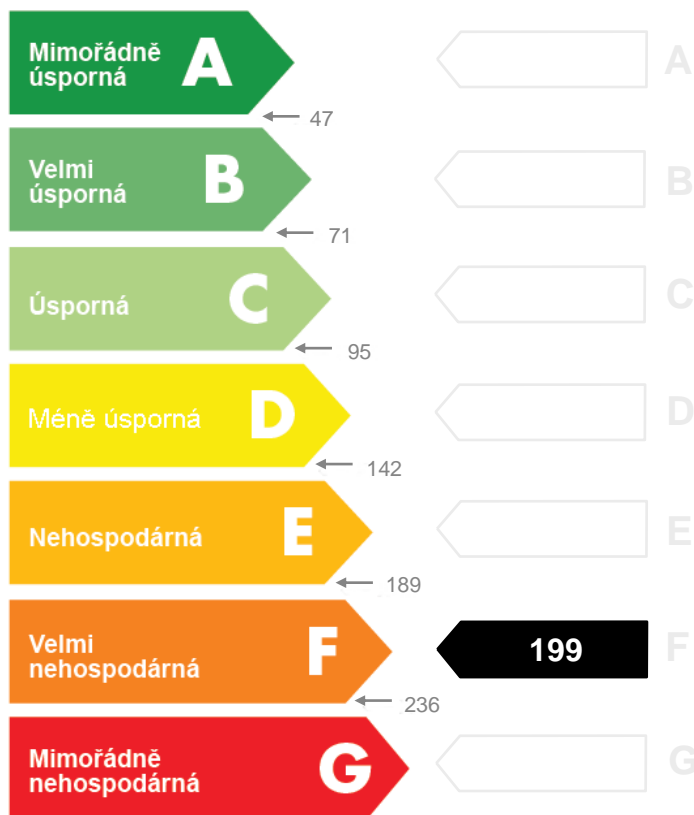 Mimořádně
úsporná
A
A
47
Velmi
úsporná
B
B
71
Úsporná
C
C
95
Méně úsporná
D
D
142
Nehospodárná
E
E
189
Velmi
nehospodárná
F
199
F
236
Mimořádně
nehospodárná
G
G